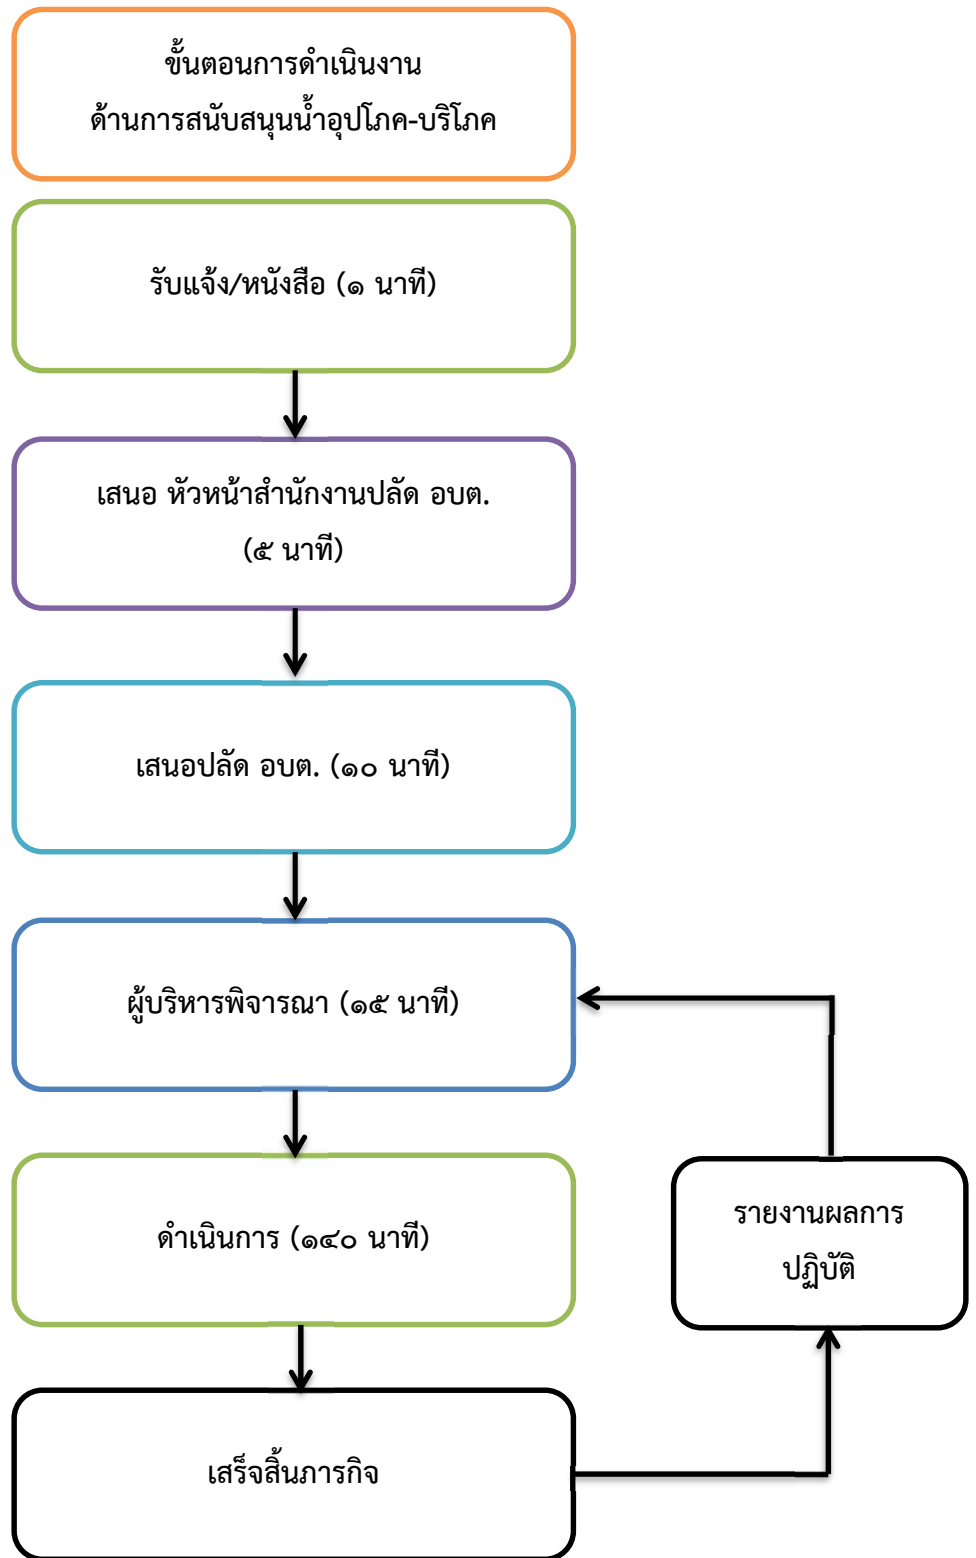 ขั้นตอนการดำเนินงาน
ด้านการสนับสนุนน้ำอุปโภค-บริโภค
รับแจ้ง/หนังสือ (๑ นาที)
เสนอ หัวหน้าสำนักงานปลัด อบต.
(๕ นาที)
เสนอปลัด อบต. (๑๐ นาที)
ผู้บริหารพิจารณา (๑๕ นาที)
ดำเนินการ (๑๔๐ นาที)
รายงานผลการ
ปฏิบัติ
เสร็จสิ้นภารกิจ